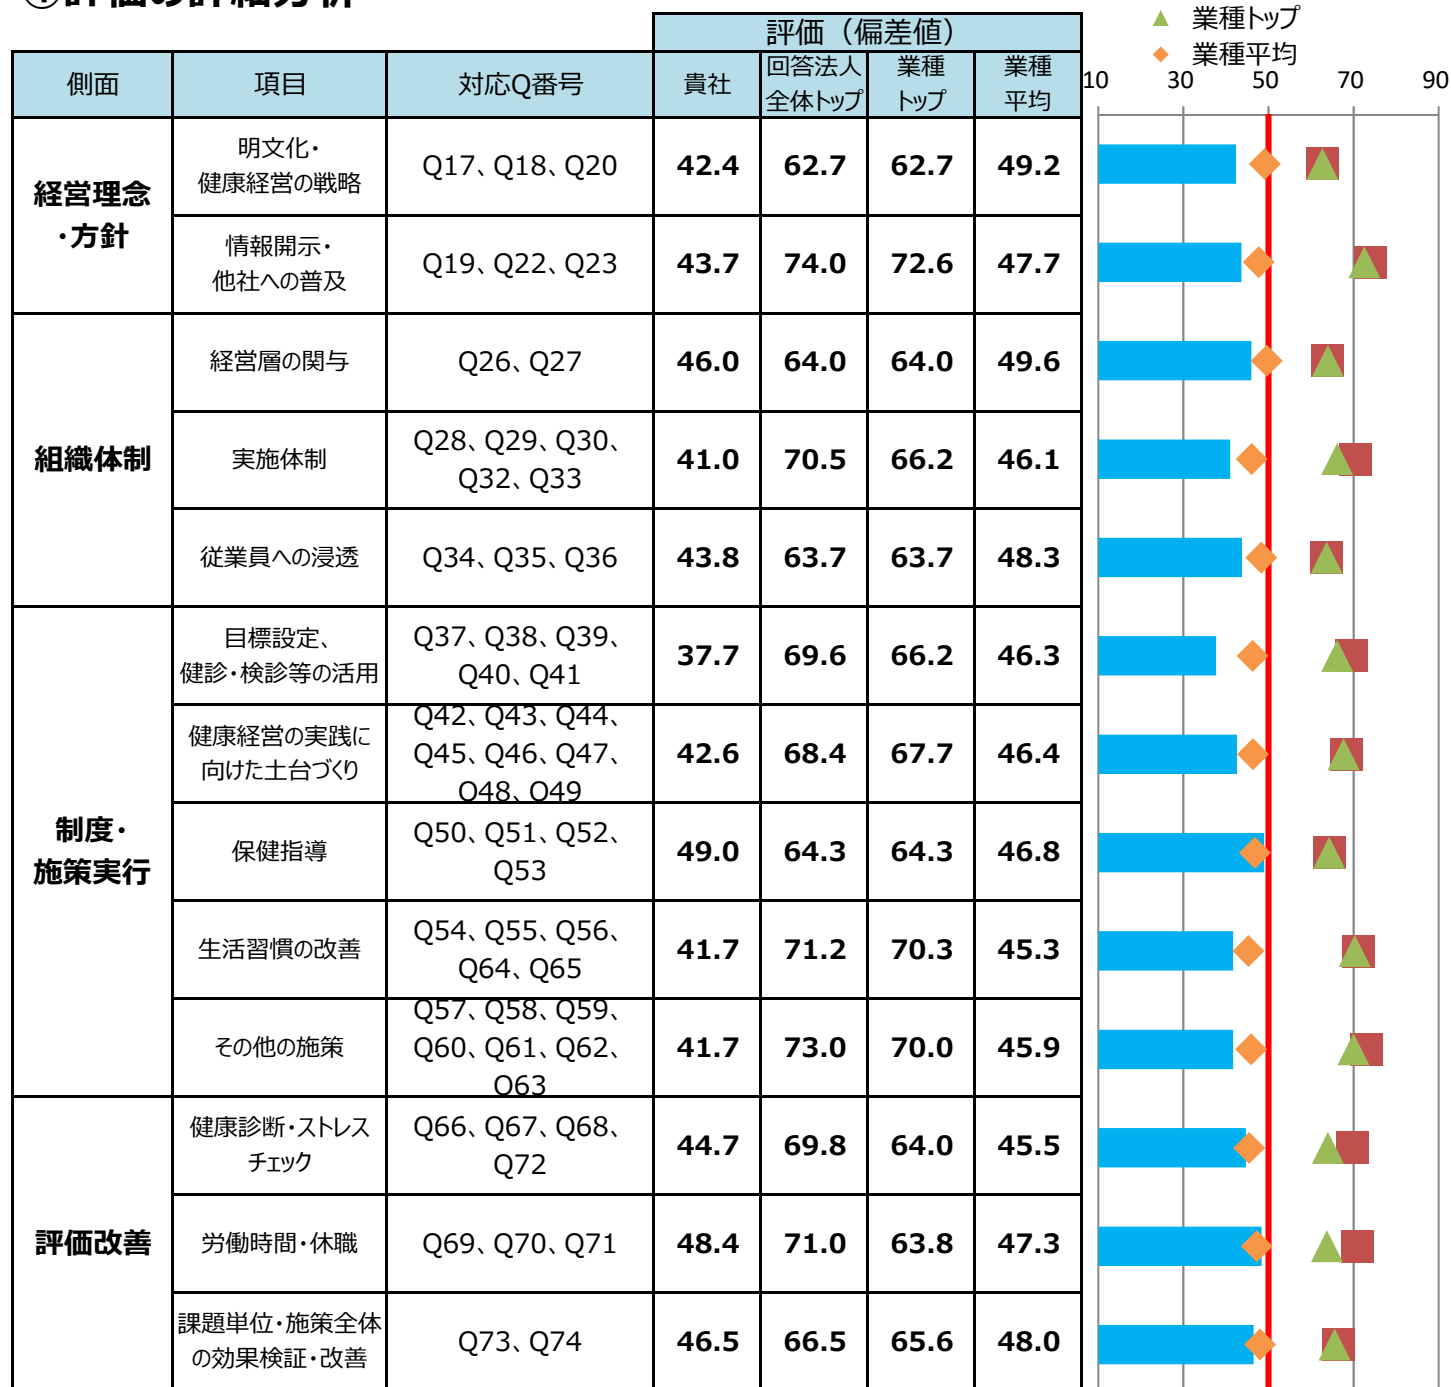 ①評価の詳細分析
業種トップ
業種平均
評価（偏差値）
側面 項目 対応Q番号 貴社 回答法人全体トップ 業種トップ 業種平均
10 30 50 70 90
経営理念
・方針
明文化・
健康経営の戦略
Q17、Q18、Q20 42.4 62.7 62.7 49.2
情報開示・
他社への普及
Q19、Q22、Q23 43.7 74.0 72.6 47.7
組織体制
経営層の関与 Q26、Q27 46.0 64.0 64.0 49.6
実施体制
Q28、Q29、Q30、
Q32、Q33
41.0 70.5 66.2 46.1
従業員への浸透 Q34、Q35、Q36 43.8 63.7 63.7 48.3
制度・
施策実行
目標設定、
健診・検診等の活用
Q37、Q38、Q39、
Q40、Q41
37.7 69.6 66.2 46.3
健康経営の実践に
向けた土台づくり
Q42、Q43、Q44、
Q45、Q46、Q47、
Q48、Q49
42.6 68.4 67.7 46.4
保健指導
Q50、Q51、Q52、
Q53
49.0 64.3 64.3 46.8
生活習慣の改善
Q54、Q55、Q56、
Q64、Q65
41.7 71.2 70.3 45.3
その他の施策
Q57、Q58、Q59、
Q60、Q61、Q62、
Q63
41.7 73.0 70.0 45.9
評価改善
健康診断・ストレス
チェック
Q66、Q67、Q68、
Q72
44.7 69.8 64.0 45.5
労働時間・休職 Q69、Q70、Q71 48.4 71.0 63.8 47.3
課題単位・施策全体
の効果検証・改善
Q73、Q74 46.5 66.5 65.6 48.0